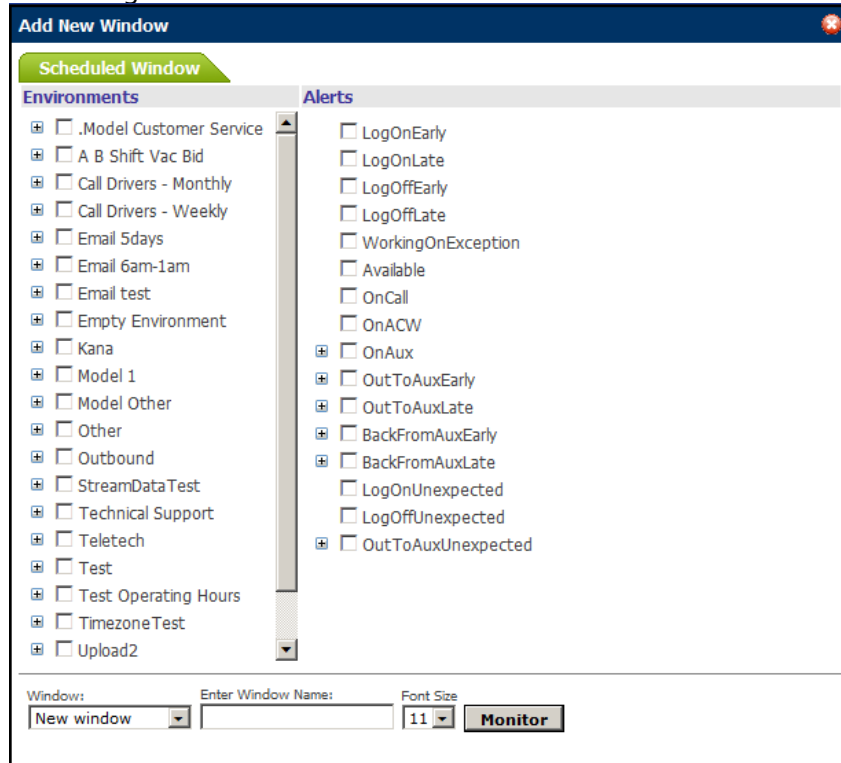 Add New Window
Scheduled Window
Environments
.Model Customer Service
A B Shift Vac Bid
Call Drivers - Monthly
Call Drivers - Weekly
Email 5days
Email 6am-1am
Email test
Empty Environment
Kana
Model 1
Model Other
Other
Outbound
StreamDataTest
Technical Support
Teletech
Test
Test Operating Hours
TimezoneTest
Upload2
Alerts
LogOnEarly
LogOnLate
LogOffEarly
LogOffLate
WorkingOnException
Available
OnCall
OnACW
OnAux
OutToAuxEarly
OutToAuxLate
BackFromAuxEarly
BackFromAuxLate
LogOnUnexpected
LogOffUnexpected
OutToAuxUnexpected
Window:
New window
Enter Window Name:
Font Size
11
Monitor